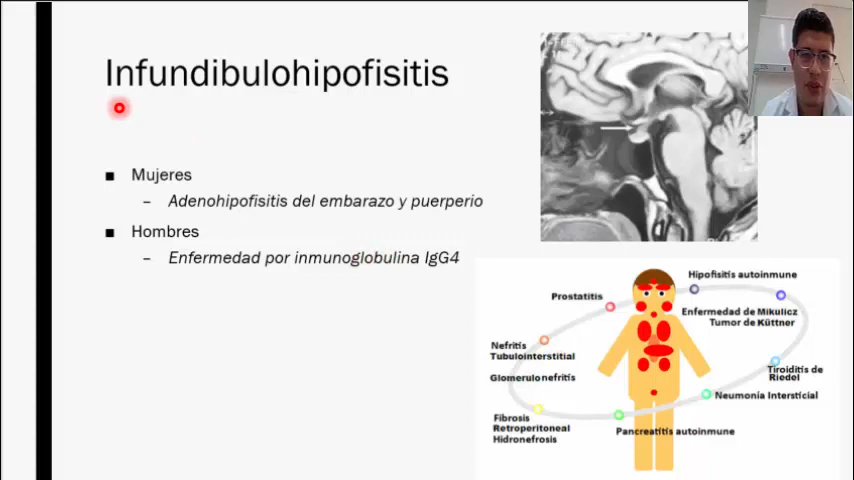 Infundibulohipofisitis
■ Mujeres
– Adenohipofisitis del embarazo y puerperio
■ Hombres
– Enfermedad por inmunoglobulina IgG4
Hipofisitis autoinmune
Prostatitis
Enfermedad de Mikulicz
Tumor de Küttner
Nefritis
Tubulointerstitial
Tiroiditis de
Riedel
Glomerulonefritis
Neumonía Intersticial
Fibrosis
Retroperitoneal
Hidronefrosis
Pancreatitis autoinmune